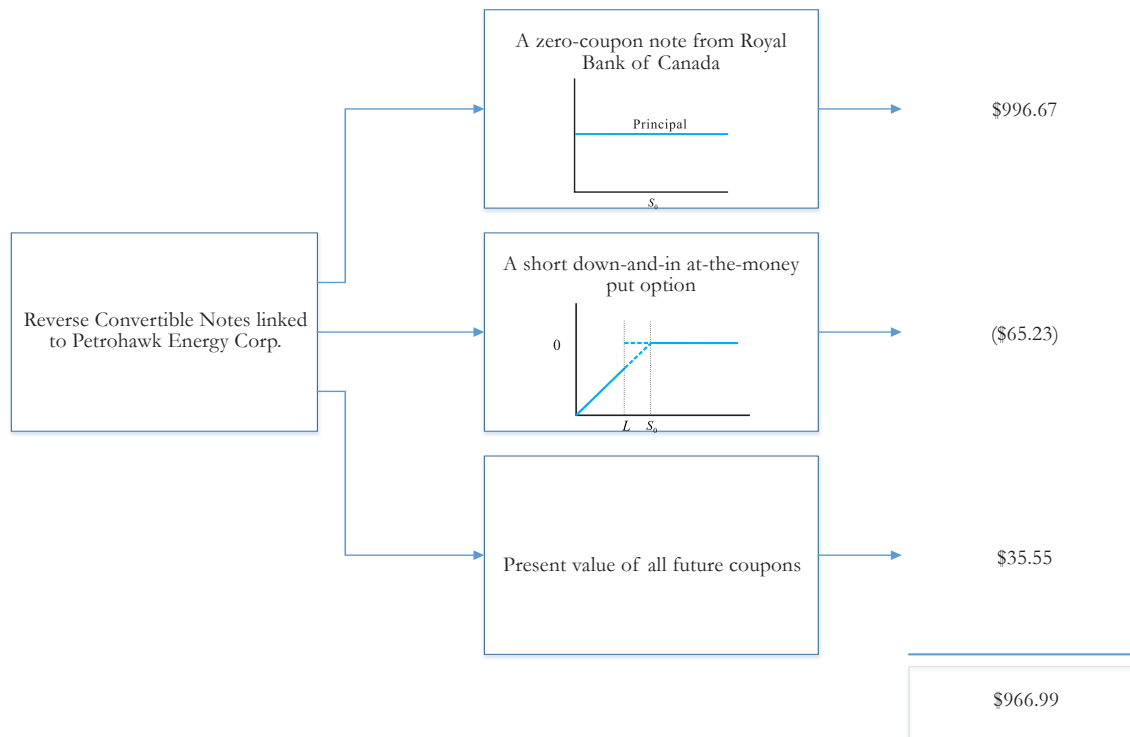 A zero-coupon note from Royal
Bank of Canada
Principal
S₀
$996.67
Reverse Convertible Notes linked
to Petrohawk Energy Corp.
A short down-and-in at-the-money
put option
0
L S₀
($65.23)
Present value of all future coupons
$35.55
$966.99